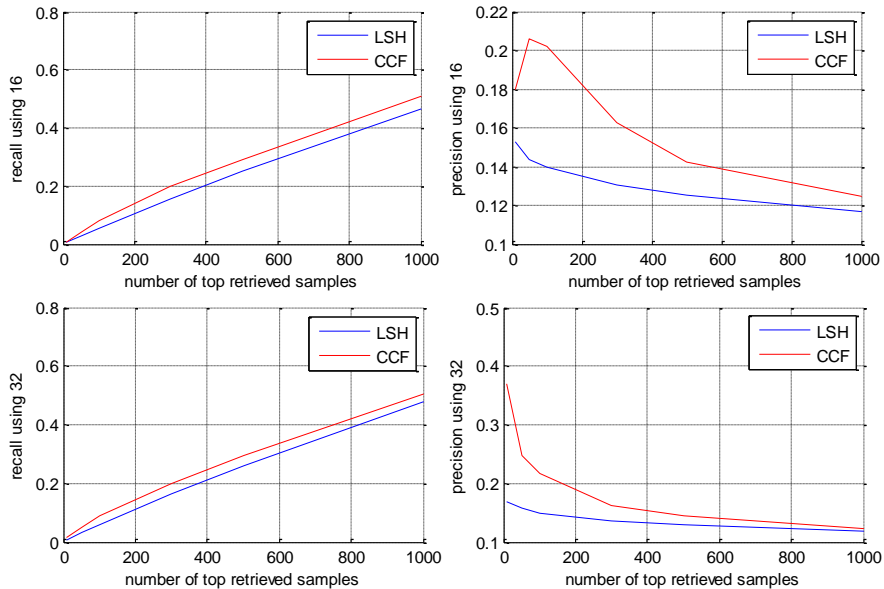 recall using 16
0.8
0.6
0.4
0.2
0
LSH
CCF
0 200 400 600 800 1000
number of top retrieved samples
precision using 16
0.22
0.2
0.18
0.16
0.14
0.12
0.1
LSH
CCF
0 200 400 600 800 1000
number of top retrieved samples
recall using 32
0.8
0.6
0.4
0.2
0
LSH
CCF
0 200 400 600 800 1000
number of top retrieved samples
precision using 32
0.5
0.4
0.3
0.2
0.1
LSH
CCF
0 200 400 600 800 1000
number of top retrieved samples